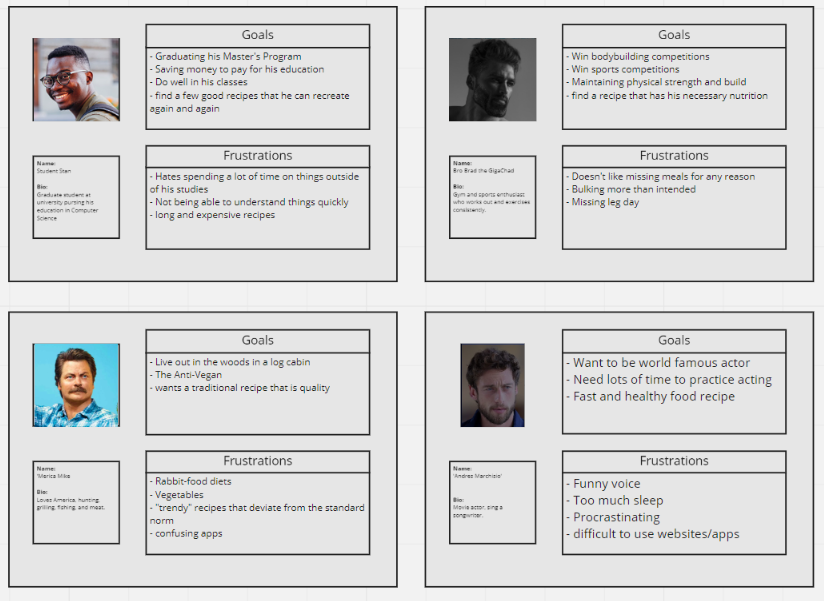 Goals
- Graduating his Master's Program
- Saving money to pay for his education
- Do well in his classes
- find a few good recipes that he can recreate
again and again
Name:
Student Stan
Bio:
Graduate student at
university pursing his
education in Computer
Science
Frustrations
- Hates spending a lot of time on things outside
of his studies
- Not being able to understand things quickly
- long and expensive recipes
Goals
- Win bodybuilding competitions
- Win sports competitions
- Maintaining physical strength and build
- find a recipe that has his necessary nutrition
Name:
Bro Brad the GigaChad
Bio:
Gym and sports enthusiast
who works out and exercises
consistently.
Frustrations
- Doesn't like missing meals for any reason
- Bulking more than intended
- Missing leg day
Goals
- Live out in the woods in a log cabin
- The Anti-Vegan
- wants a traditional recipe that is quality
Name:
'Merica Mike
Bio:
Loves America, hunting,
grilling, fishing, and meat.
Frustrations
- Rabbit-food diets
- Vegetables
- "trendy" recipes that deviate from the standard
norm
- confusing apps
Goals
- Want to be world famous actor
- Need lots of time to practice acting
- Fast and healthy food recipe
Name:
'Andrez Marchizio'
Bio:
Movie actor, sing a
songwriter.
Frustrations
- Funny voice
- Too much sleep
- Procrastinating
- difficult to use websites/apps